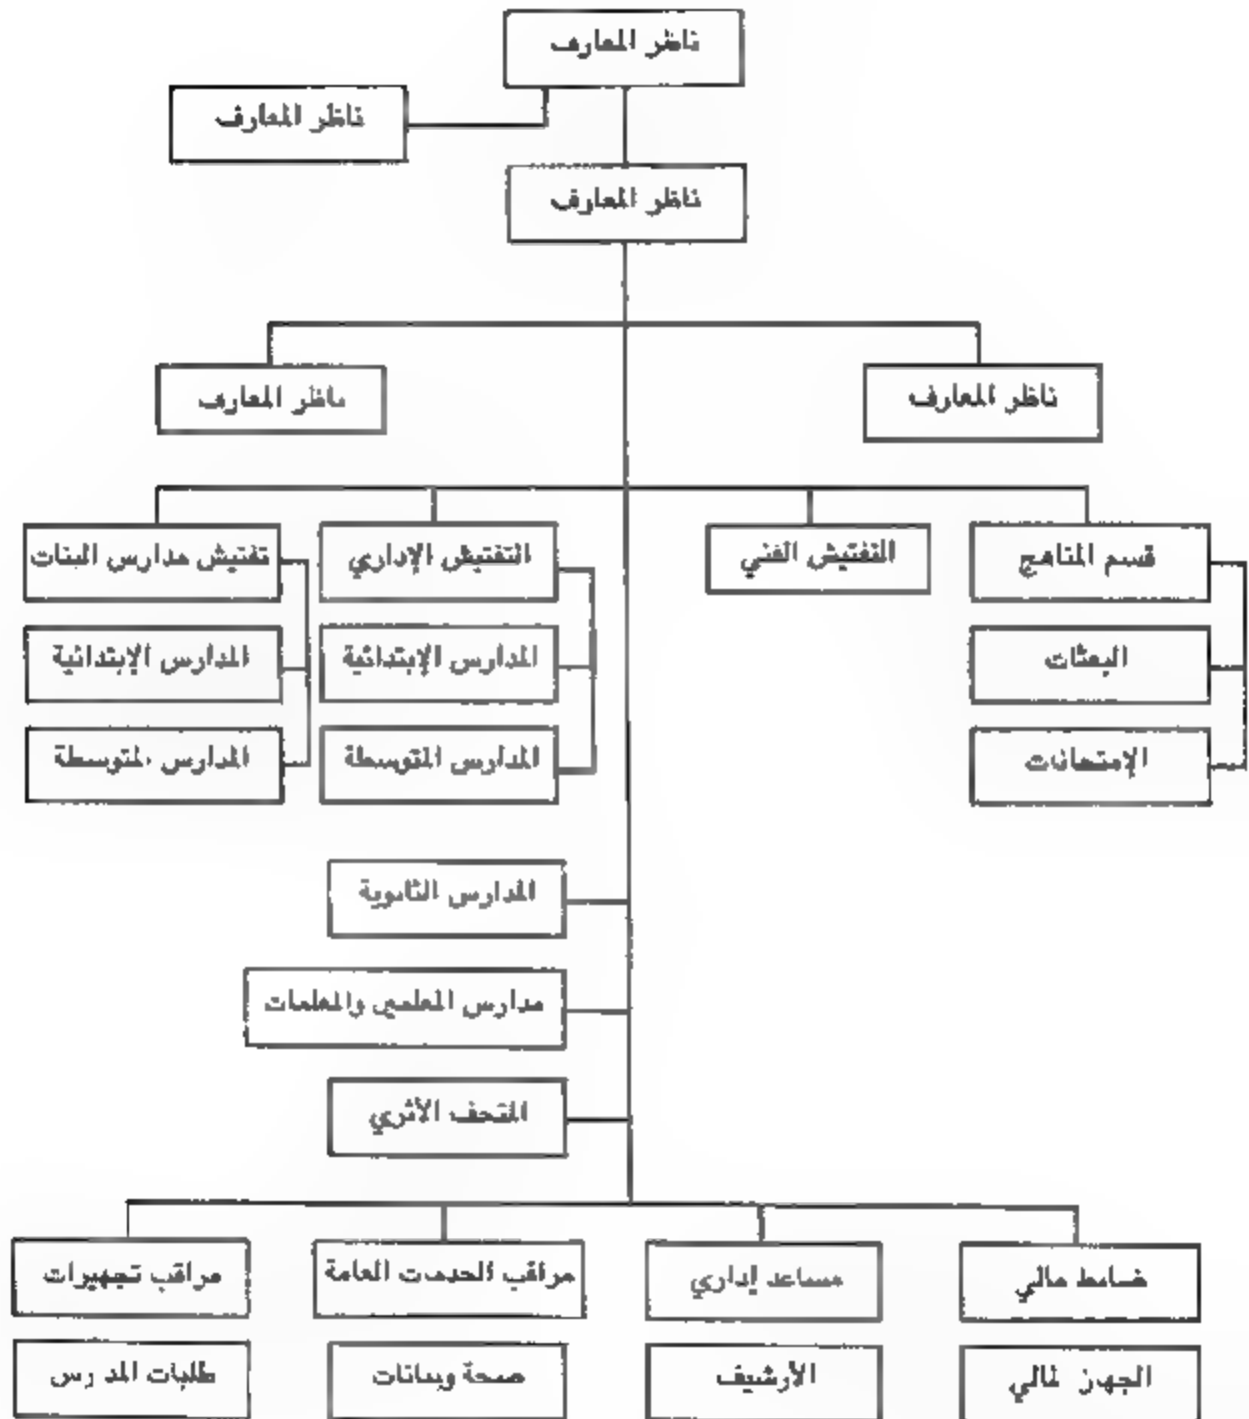 ناظر المعارف
ناظر المعارف
ناظر المعارف
ناظر المعارف
ناظر المعارف
قسم المناهج
التفتيش الفني
التفتيش الإداري
تفتيش مدارس البنات
البعثات
المدارس الإبتدائية
المدارس الإبتدائية
الإمتحانات
المدارس المتوسطة
المدارس المتوسطة
المدارس الثانوية
مدارس المعلمين والمعلمات
المتحف الأثري
ضابط مالي
مساعد إداري
مراقب الخدمات العامة
مراقب تجهيزات
الجهاز المالي
الأرشيف
صحة وبيانات
طلبات المدارس